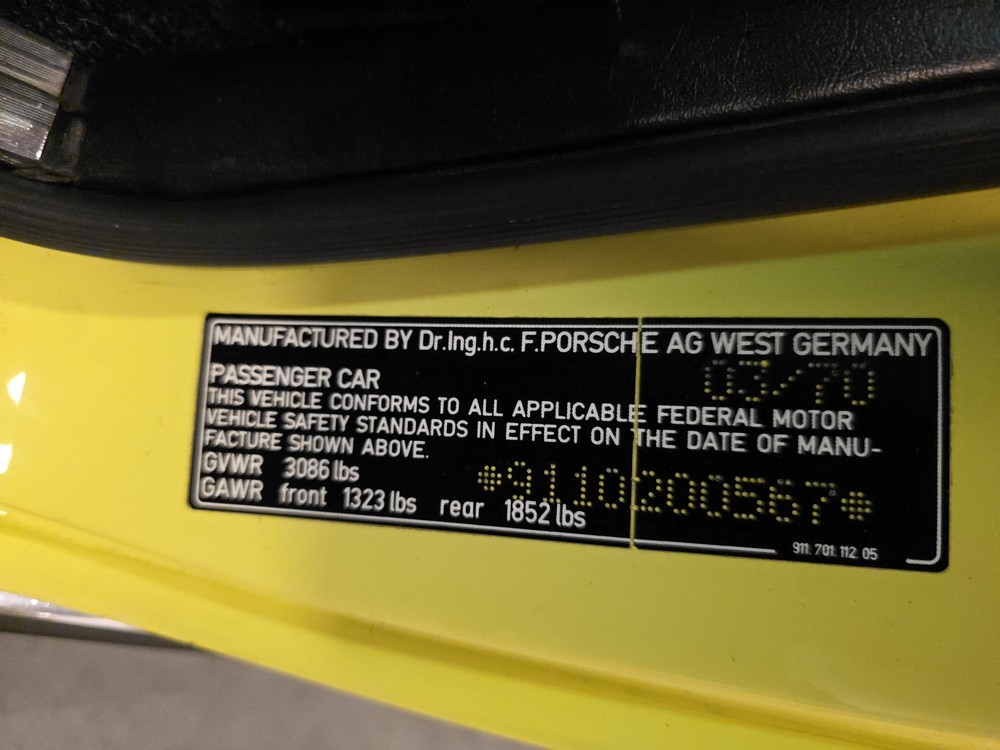 MANUFACTURED BY Dr.Ing.h.c. F.PORSCHE AG WEST GERMANY
03/70
PASSENGER CAR
THIS VEHICLE CONFORMS TO ALL APPLICABLE FEDERAL MOTOR
VEHICLE SAFETY STANDARDS IN EFFECT ON THE DATE OF MANU-
FACTURE SHOWN ABOVE.
GVWR 3086 lbs
*9110200567*
GAWR front 1323 lbs rear 1852 lbs
911. 701. 112. 05